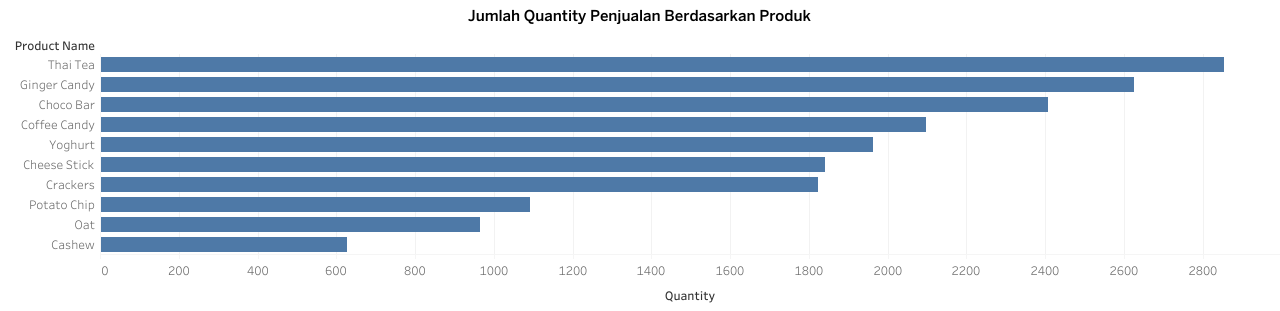 Jumlah Quantity Penjualan Berdasarkan Produk
Product Name
Thai Tea
Ginger Candy
Choco Bar
Coffee Candy
Yoghurt
Cheese Stick
Crackers
Potato Chip
Oat
Cashew
0 200 400 600 800 1000 1200 1400 1600 1800 2000 2200 2400 2600 2800
Quantity